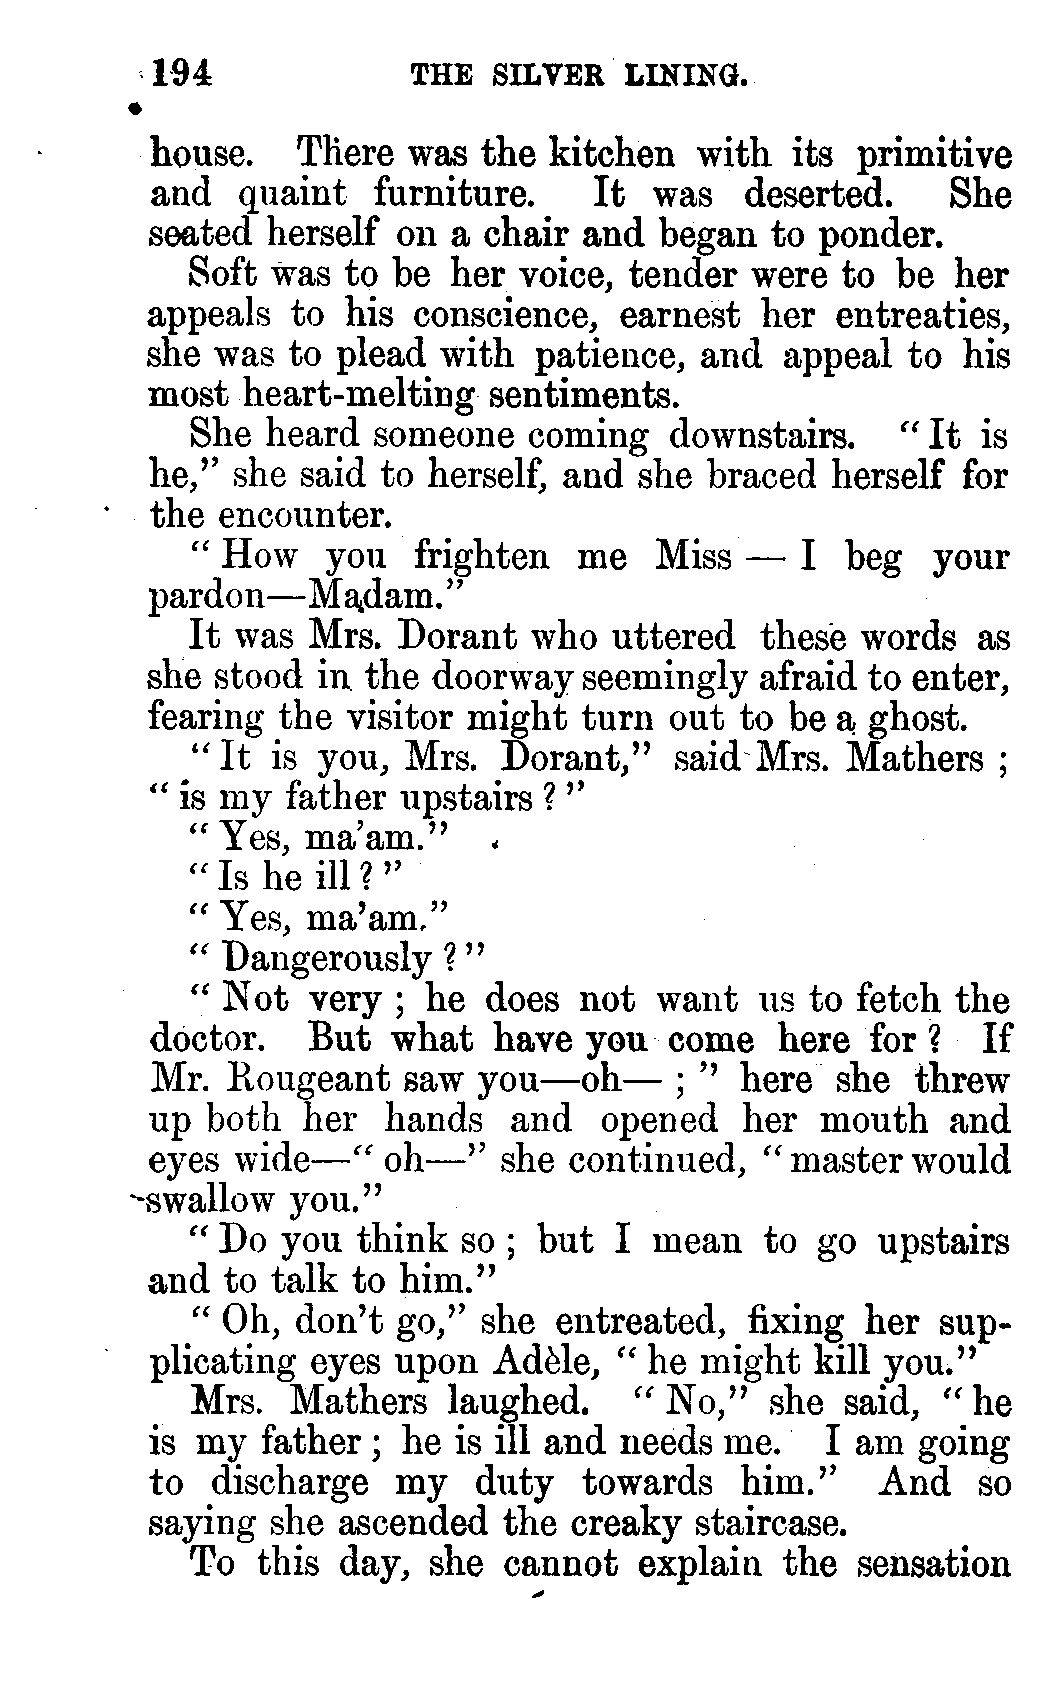 194 THE SILVER LINING.
house. There was the kitchen with its primitive
and quaint furniture. It was deserted. She
seated herself on a chair and began to ponder.
Soft was to be her voice, tender were to be her
appeals to his conscience, earnest her entreaties,
she was to plead with patience, and appeal to his
most heart-melting sentiments.
She heard someone coming downstairs. “It is
he,” she said to herself, and she braced herself for
the encounter.
“How you frighten me Miss — I beg your
pardon—Madam.”
It was Mrs. Dorant who uttered these words as
she stood in the doorway seemingly afraid to enter,
fearing the visitor might turn out to be a ghost.
“It is you, Mrs. Dorant,” said Mrs. Mathers ;
“is my father upstairs ?”
“Yes, ma’am.”
“Is he ill ?”
“Yes, ma’am.”
“Dangerously ?”
“Not very ; he does not want us to fetch the
doctor. But what have you come here for ? If
Mr. Rougeant saw you—oh— ;” here she threw
up both her hands and opened her mouth and
eyes wide—“oh—” she continued, “master would
swallow you.”
“Do you think so ; but I mean to go upstairs
and to talk to him.”
“Oh, don’t go,” she entreated, fixing her sup-
plicating eyes upon Adèle, “he might kill you.”
Mrs. Mathers laughed. “No,” she said, “he
is my father ; he is ill and needs me. I am going
to discharge my duty towards him.” And so
saying she ascended the creaky staircase.
To this day, she cannot explain the sensation